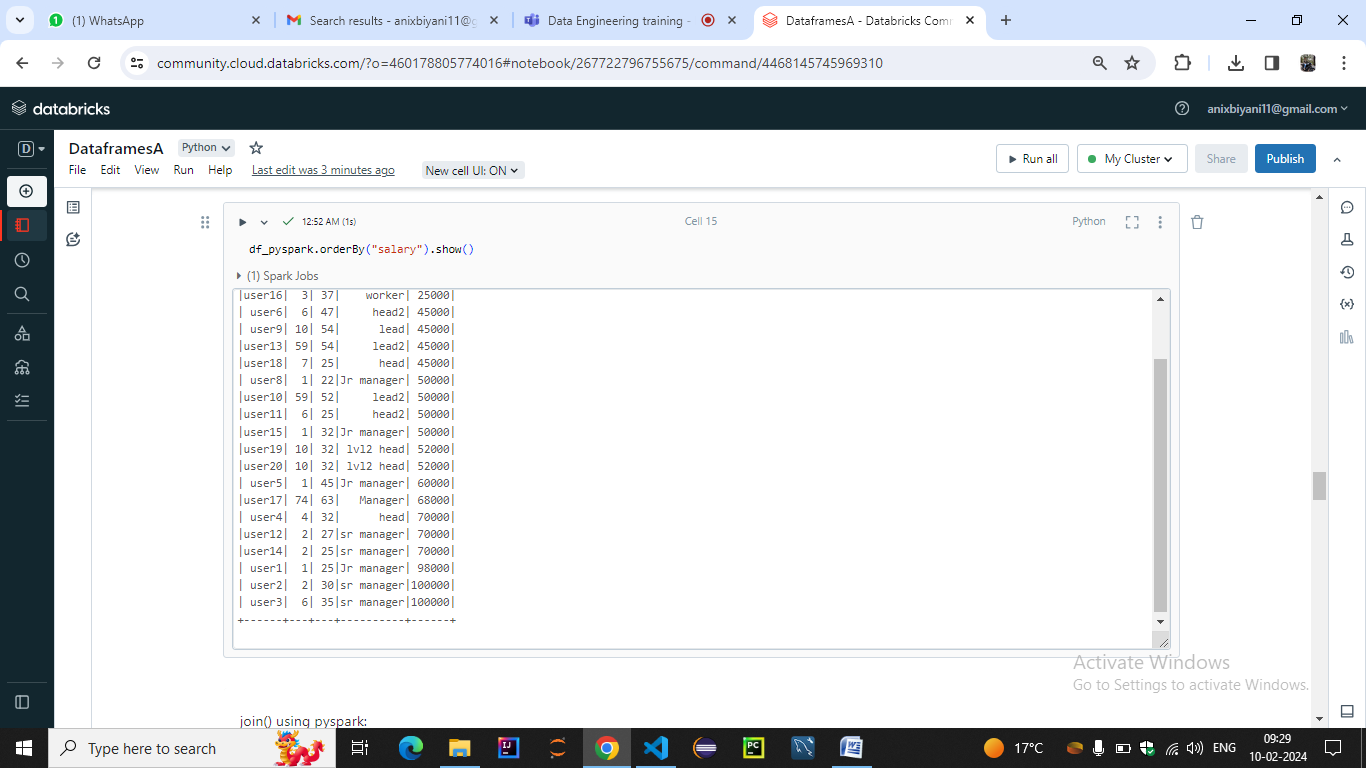 (1) WhatsApp
Search results - anixbiyani11@g
Data Engineering training -
DataframesA - Databricks Comm
community.cloud.databricks.com/?o=460178805774016#notebook/267722796755675/command/4468145745969310
databricks
anixbiyani11@gmail.com
D
DataframesA Python
File Edit View Run Help Last edit was 3 minutes ago New cell UI: ON
Run all My Cluster Share Publish
12:52 AM (1s) Cell 15 Python
df_pyspark.orderBy("salary").show()
(1) Spark Jobs
|user16|  3| 37|    worker| 25000|
| user6|  6| 47|     head2| 45000|
| user9| 10| 54|      lead| 45000|
|user13| 59| 54|     lead2| 45000|
|user18|  7| 25|      head| 45000|
| user8|  1| 22|Jr manager| 50000|
|user10| 59| 52|     lead2| 50000|
|user11|  6| 25|     head2| 50000|
|user15|  1| 32|Jr manager| 50000|
|user19| 10| 32| lvl2 head| 52000|
|user20| 10| 32| lvl2 head| 52000|
| user5|  1| 45|Jr manager| 60000|
|user17| 74| 63|   Manager| 68000|
| user4|  4| 32|      head| 70000|
|user12|  2| 27|sr manager| 70000|
|user14|  2| 25|sr manager| 70000|
| user1|  1| 25|Jr manager| 98000|
| user2|  2| 30|sr manager|100000|
| user3|  6| 35|sr manager|100000|
+------+---+---+----------+------+
Activate Windows
Go to Settings to activate Windows.
join() using pyspark:
Type here to search
17°C
ENG
09:29
10-02-2024